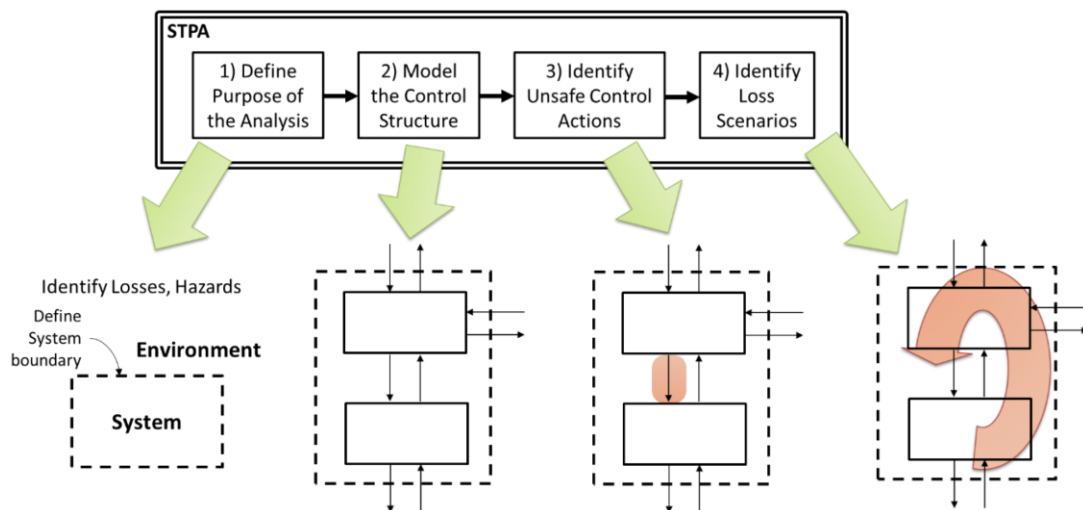 STPA
1) Define
Purpose of
the Analysis
2) Model
the Control
Structure
3) Identify
Unsafe Control
Actions
4) Identify
Loss
Scenarios
Identify Losses, Hazards
Define
System
boundary
Environment
System